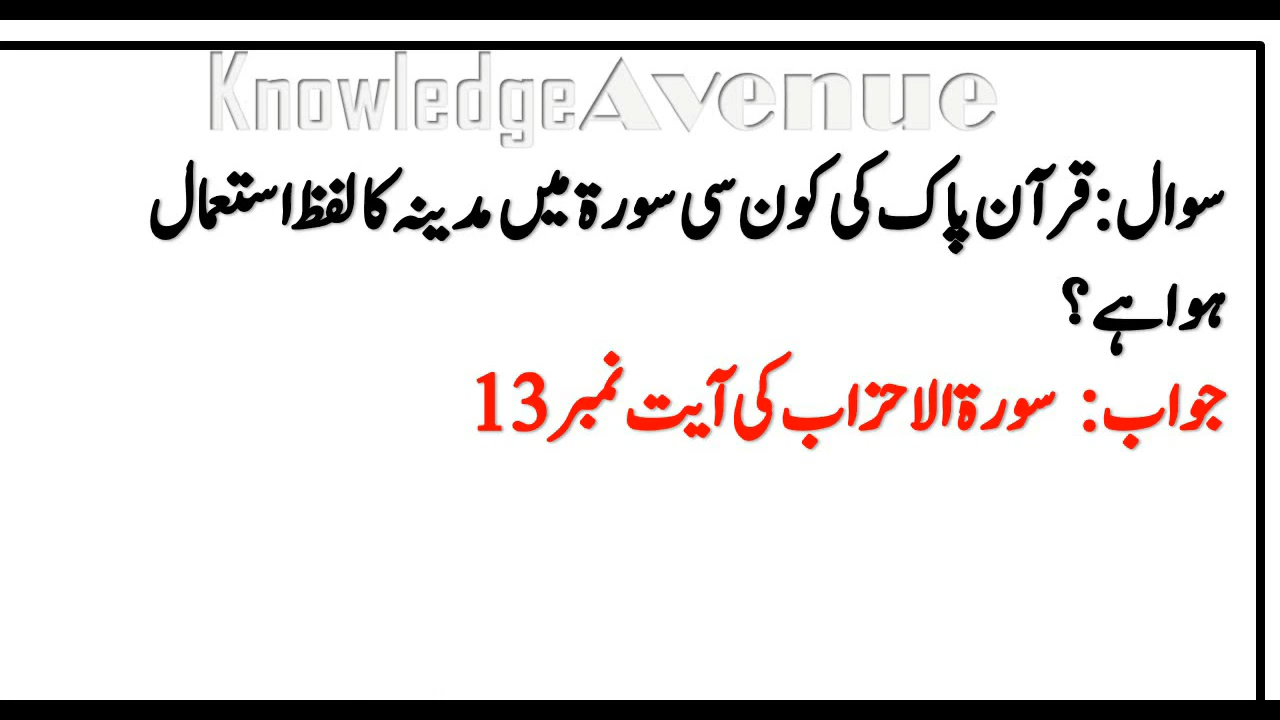 KnowledgeAvenue
سوال: قرآن پاک کی کون سی سورۃ میں مدینہ کا لفظ استعمال
ہوا ہے؟
جواب: سورۃ الاحزاب کی آیت نمبر 13